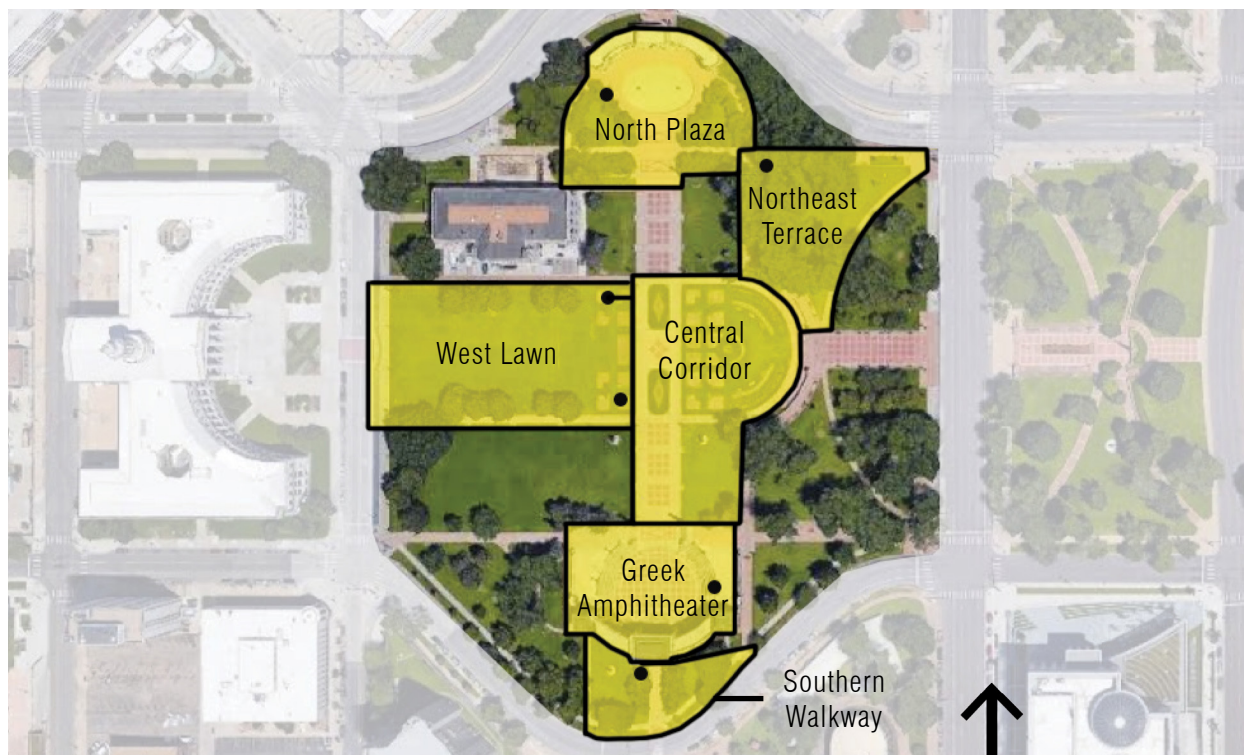 North Plaza
Northeast
Terrace
West Lawn
Central
Corridor
Greek
Amphitheater
Southern
Walkway